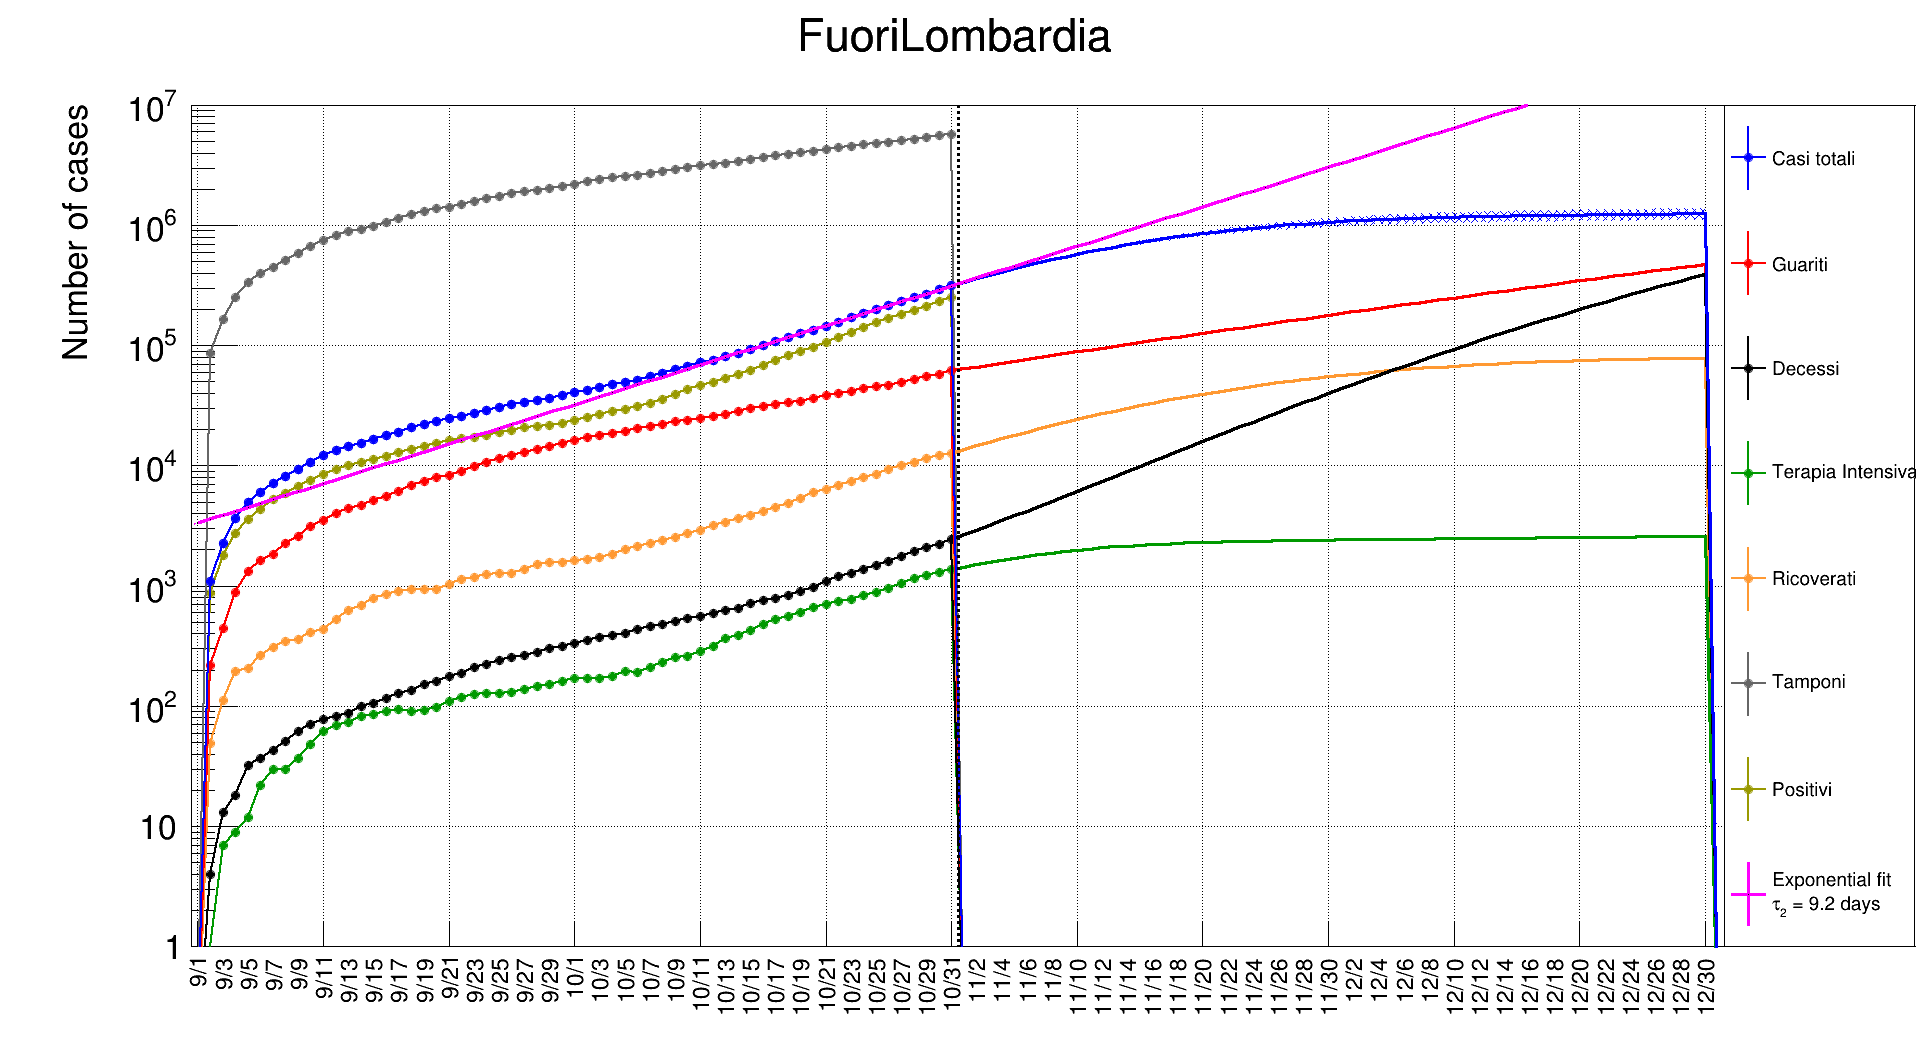 FuoriLombardia
Number of cases
10^7
10^6
10^5
10^4
10^3
10^2
10
1
9/1 9/3 9/5 9/7 9/9 9/11 9/13 9/15 9/17 9/19 9/21 9/23 9/25 9/27 9/29 10/1 10/3 10/5 10/7 10/9 10/11 10/13 10/15 10/17 10/19 10/21 10/23 10/25 10/27 10/29 10/31 11/2 11/4 11/6 11/8 11/10 11/12 11/14 11/16 11/18 11/20 11/22 11/24 11/26 11/28 11/30 12/2 12/4 12/6 12/8 12/10 12/12 12/14 12/16 12/18 12/20 12/22 12/24 12/26 12/28 12/30
Casi totali
Guariti
Decessi
Terapia Intensiva
Ricoverati
Tamponi
Positivi
Exponential fit
τ₂ = 9.2 days